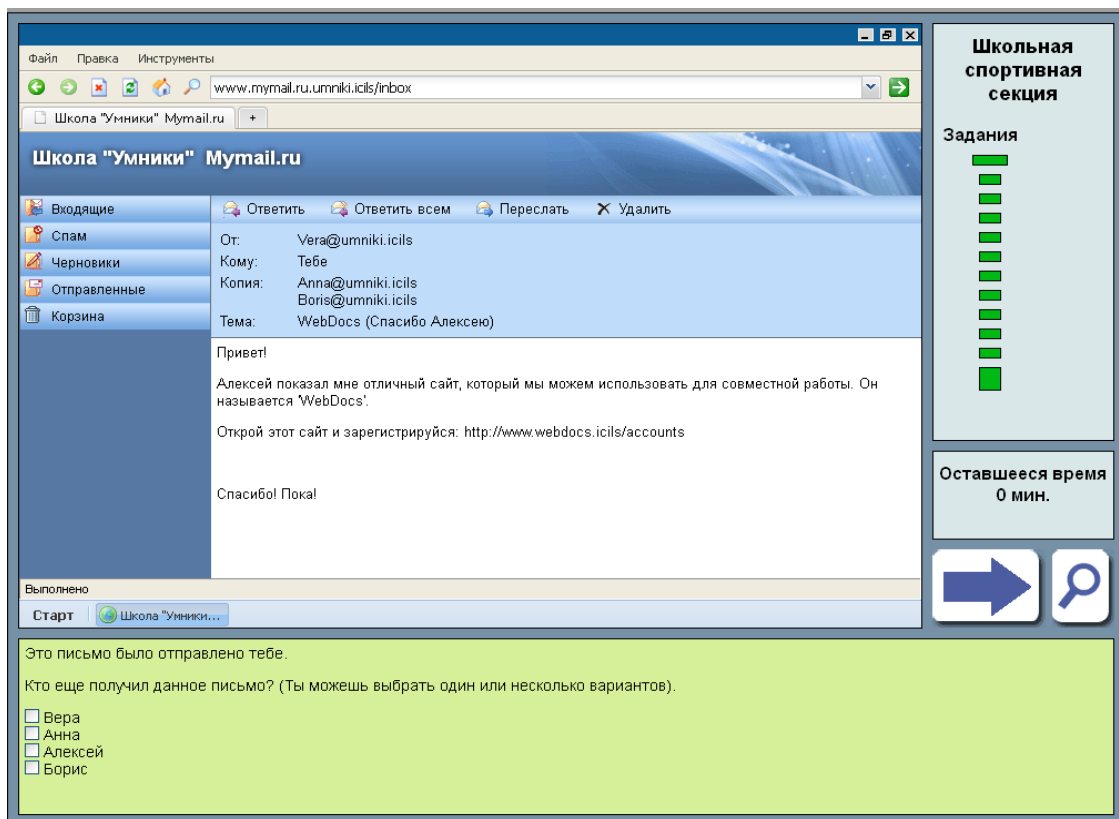 Файл Правка Инструменты
www.mymail.ru.umniki.icils/inbox
Школа "Умники" Mymail.ru +
Школа "Умники" Mymail.ru
Входящие
Спам
Черновики
Отправленные
Корзина
Ответить Ответить всем Переслать Удалить
От: Vera@umniki.icils
Кому: Тебе
Копия: Anna@umniki.icils
Boris@umniki.icils
Тема: WebDocs (Спасибо Алексею)
Привет!
Алексей показал мне отличный сайт, который мы можем использовать для совместной работы. Он
называется 'WebDocs'.
Открой этот сайт и зарегистрируйся: http://www.webdocs.icils/accounts
Спасибо! Пока!
Выполнено
Старт Школа "Умники...
Школьная
спортивная
секция
Задания
Оставшееся время
0 мин.
Это письмо было отправлено тебе.
Кто еще получил данное письмо? (Ты можешь выбрать один или несколько вариантов).
Вера
Анна
Алексей
Борис